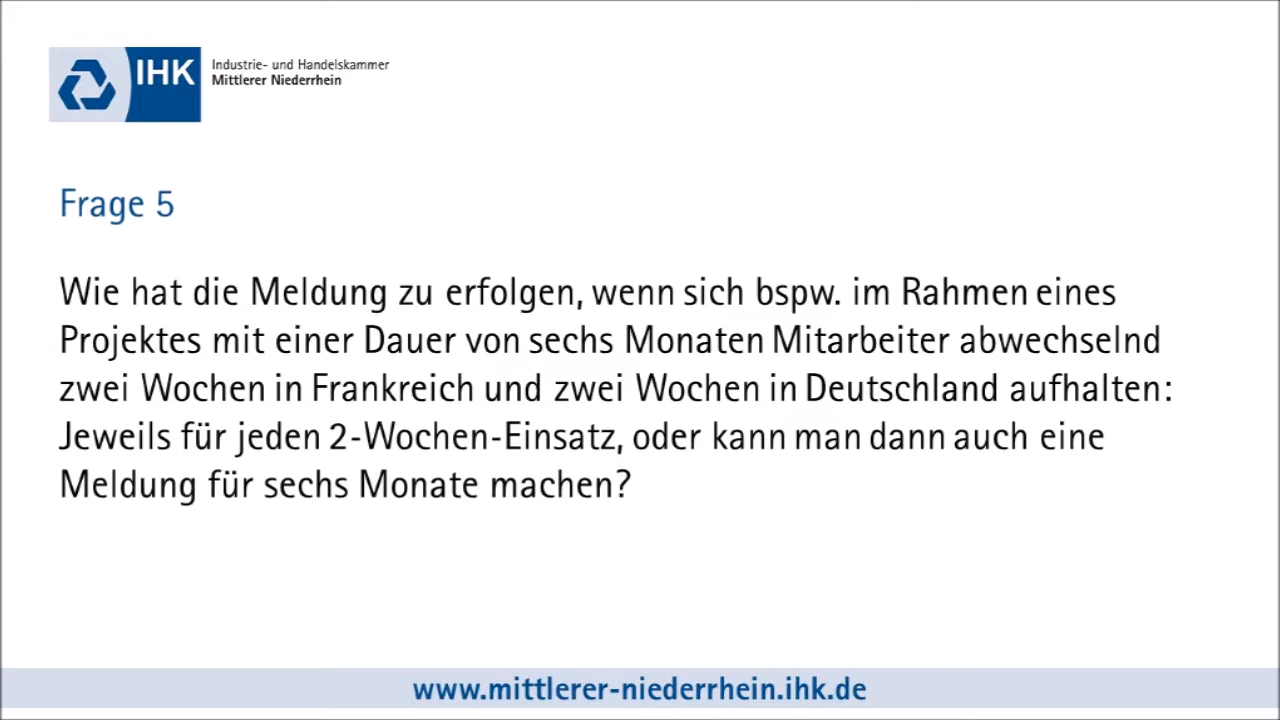 IHK
Industrie- und Handelskammer
Mittlerer Niederrhein
Frage 5
Wie hat die Meldung zu erfolgen, wenn sich bspw. im Rahmen eines
Projektes mit einer Dauer von sechs Monaten Mitarbeiter abwechselnd
zwei Wochen in Frankreich und zwei Wochen in Deutschland aufhalten:
Jeweils für jeden 2-Wochen-Einsatz, oder kann man dann auch eine
Meldung für sechs Monate machen?
www.mittlerer-niederrhein.ihk.de